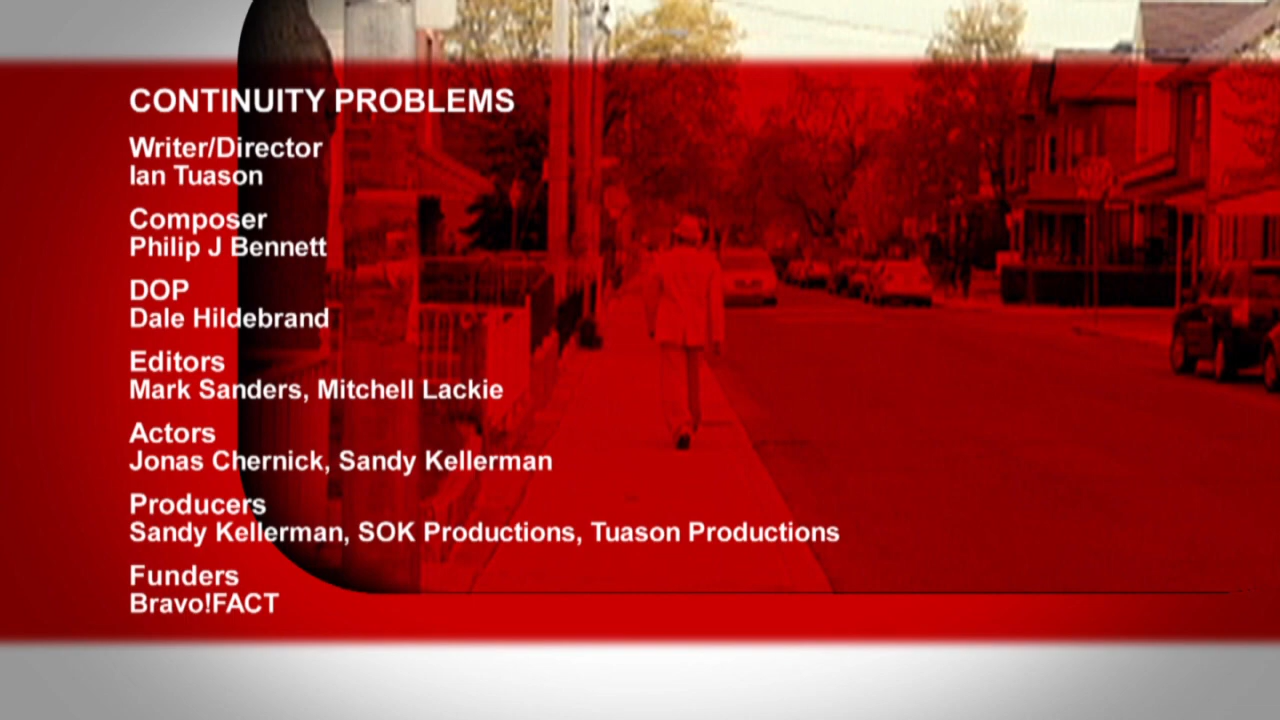 CONTINUITY PROBLEMS
Writer/Director
Ian Tuason
Composer
Philip J Bennett
DOP
Dale Hildebrand
Editors
Mark Sanders, Mitchell Lackie
Actors
Jonas Chernick, Sandy Kellerman
Producers
Sandy Kellerman, SOK Productions, Tuason Productions
Funders
Bravo!FACT